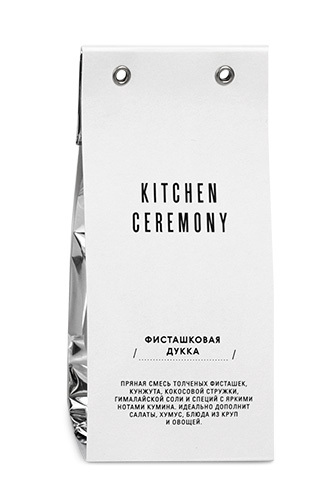 KITCHEN
CEREMONY
ФИСТАШКОВАЯ
/ ДУККА /
ПРЯНАЯ СМЕСЬ ТОЛЧЕНЫХ ФИСТАШЕК,
КУНЖУТА, КОКОСОВОЙ СТРУЖКИ,
ГИМАЛАЙСКОЙ СОЛИ И СПЕЦИЙ С ЯРКИМИ
НОТАМИ КУМИНА. ИДЕАЛЬНО ДОПОЛНИТ
САЛАТЫ, ХУМУС, БЛЮДА ИЗ КРУП
И ОВОЩЕЙ.